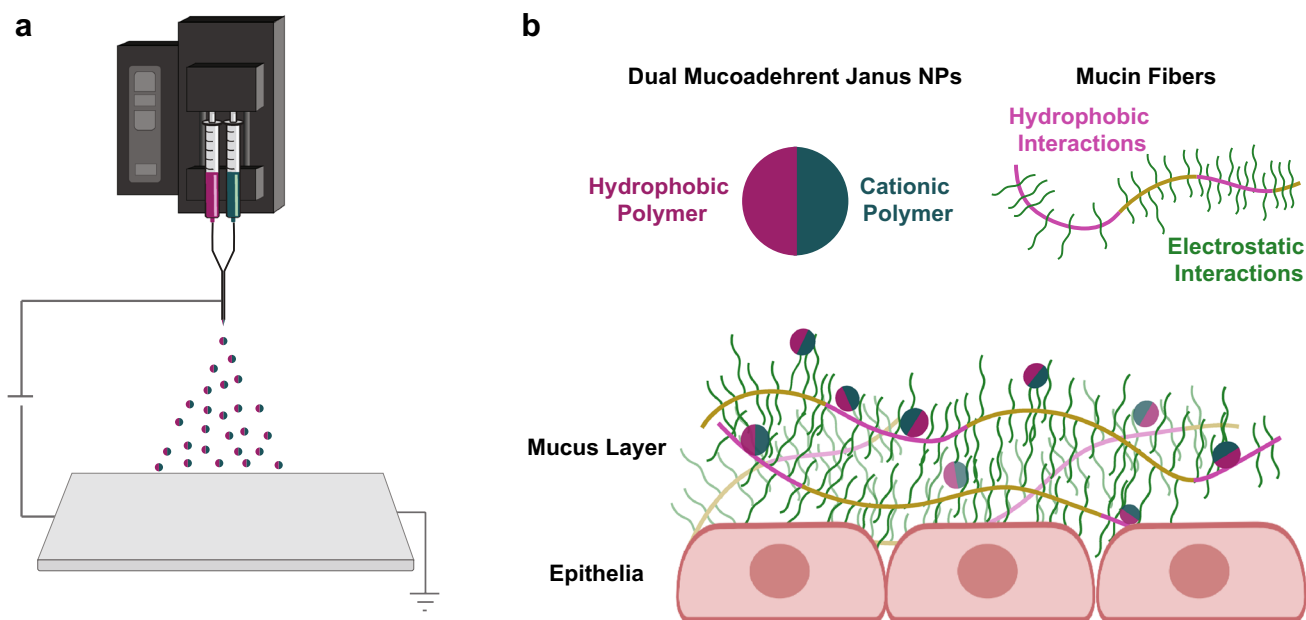 a
b
Dual Mucoadehrent Janus NPs
Mucin Fibers
Hydrophobic
Polymer
Cationic
Polymer
Hydrophobic
Interactions
Electrostatic
Interactions
Mucus Layer
Epithelia